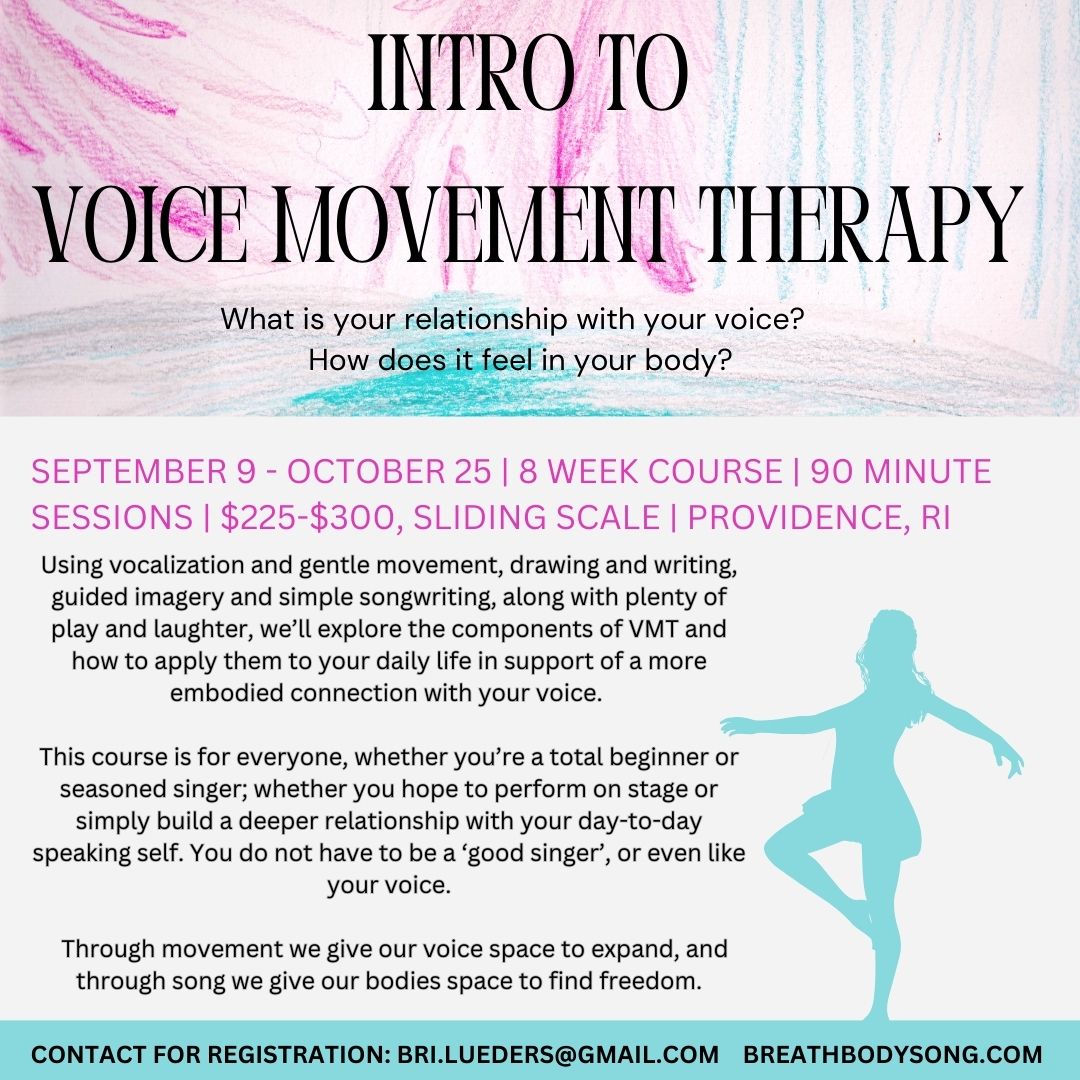 INTRO TO
VOICE MOVEMENT THERAPY
What is your relationship with your voice?
How does it feel in your body?
SEPTEMBER 9 - OCTOBER 25 | 8 WEEK COURSE | 90 MINUTE
SESSIONS | $225-$300, SLIDING SCALE | PROVIDENCE, RI
Using vocalization and gentle movement, drawing and writing,
guided imagery and simple songwriting, along with plenty of
play and laughter, we’ll explore the components of VMT and
how to apply them to your daily life in support of a more
embodied connection with your voice.
This course is for everyone, whether you’re a total beginner or
seasoned singer; whether you hope to perform on stage or
simply build a deeper relationship with your day-to-day
speaking self. You do not have to be a ‘good singer’, or even like
your voice.
Through movement we give our voice space to expand, and
through song we give our bodies space to find freedom.
CONTACT FOR REGISTRATION: BRI.LUEDERS@GMAIL.COM BREATHBODYSONG.COM